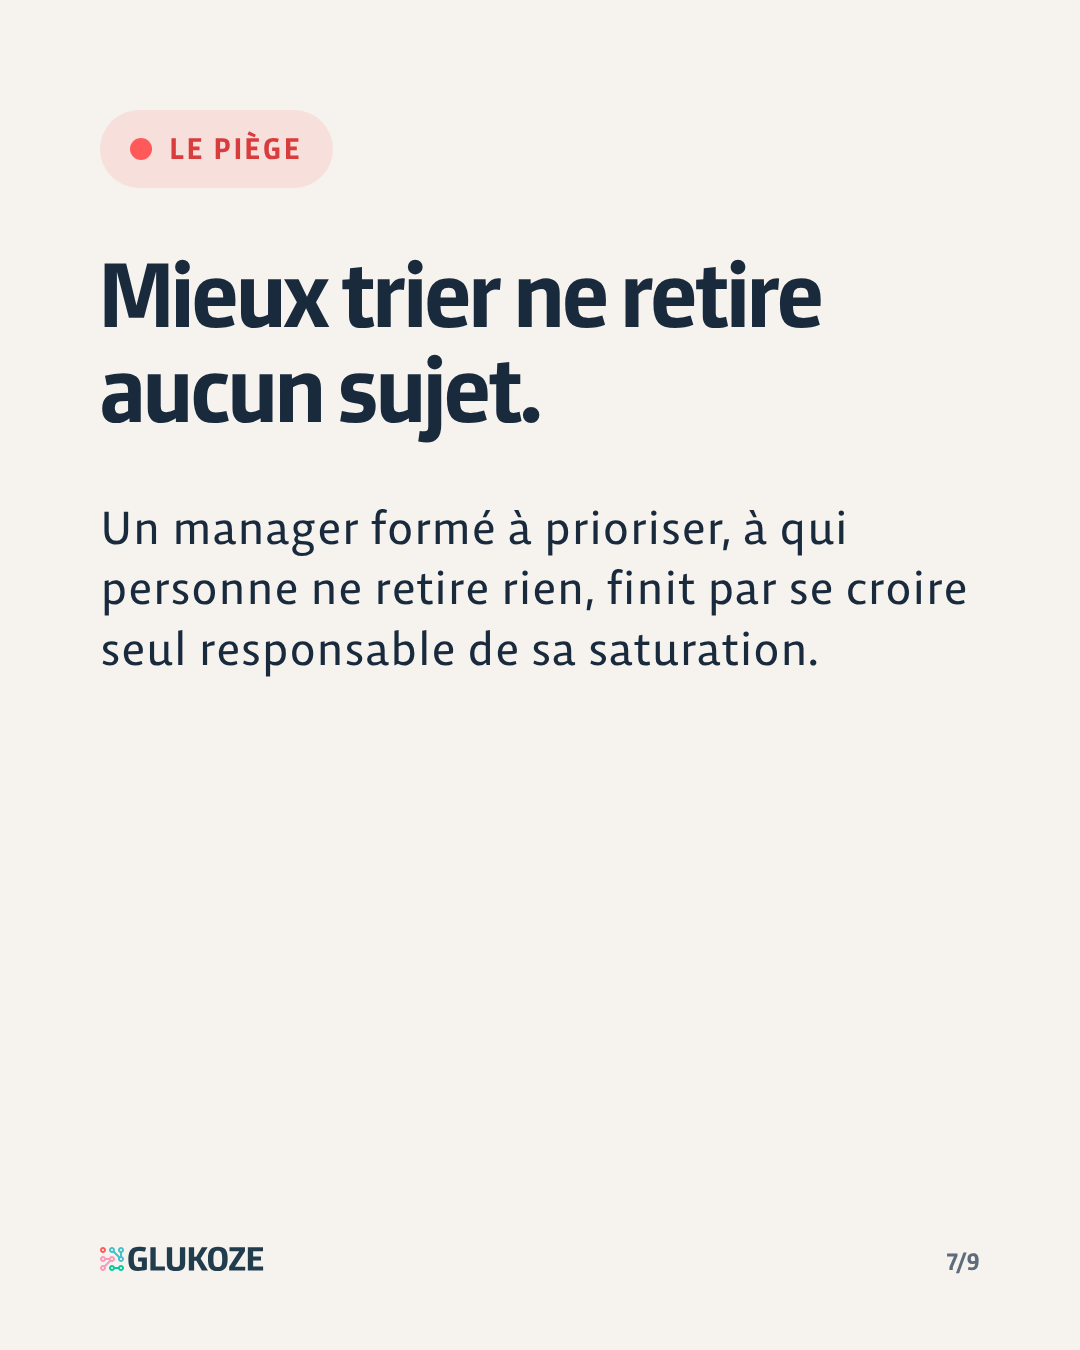 LE PIÈGE
Mieux trier ne retire
aucun sujet.
Un manager formé à prioriser, à qui
personne ne retire rien, finit par se croire
seul responsable de sa saturation.
GLUKOZE
7/9